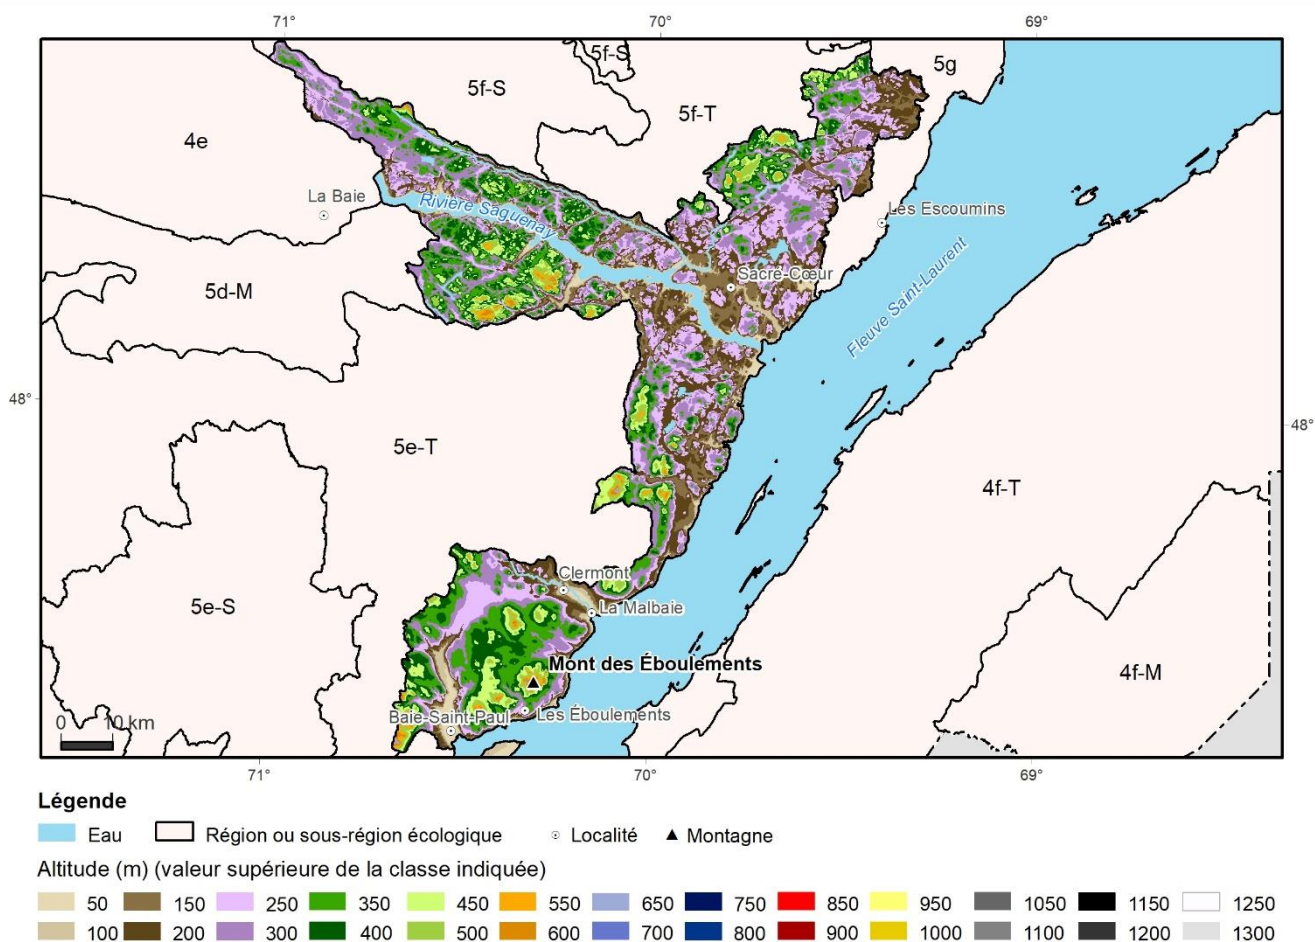 71° 70° 69°
5f-S
5g
5f-S
5f-T
4e
La Baie
Rivière Saguenay
Les Escoumins
Sacré-Cœur
5d-M
Fleuve Saint-Laurent
48°
48°
5e-T
4f-T
Clermont
5e-S
La Malbaie
Mont des Éboulements
4f-M
Baie-Saint-Paul
Les Éboulements
0 10 km
71° 70° 69°
Légende
Eau Région ou sous-région écologique Localité Montagne
Altitude (m) (valeur supérieure de la classe indiquée)
50 150 250 350 450 550 650 750 850 950 1050 1150 1250
100 200 300 400 500 600 700 800 900 1000 1100 1200 1300